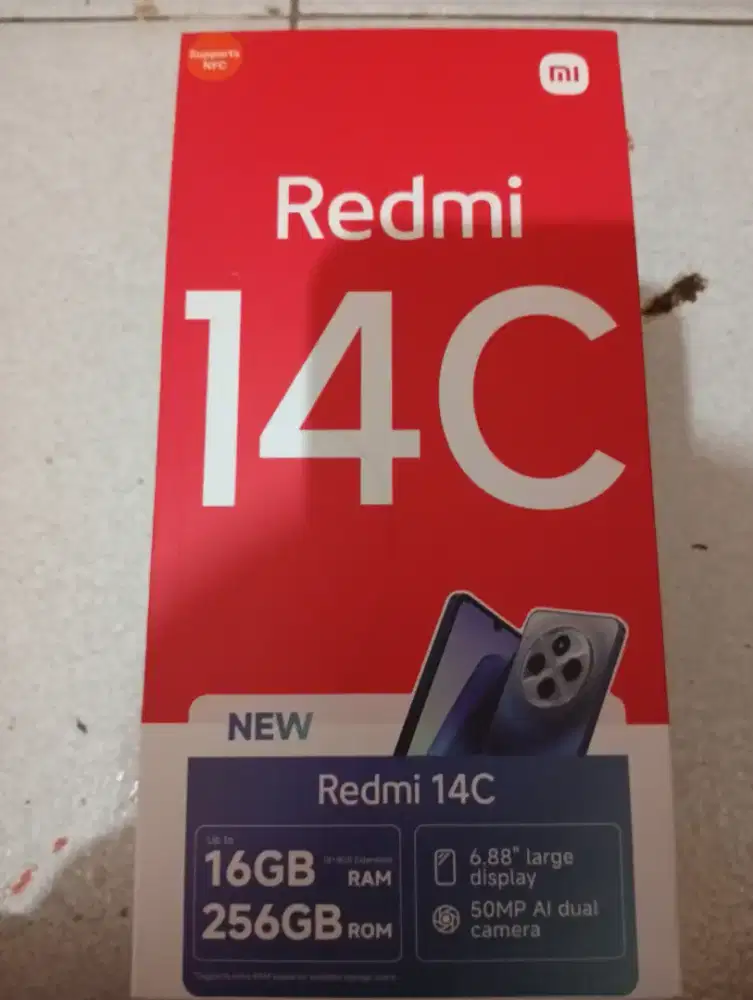 Supports
NFC
mi
Redmi
14C
NEW
Redmi 14C
Up to
16GB RAM
256GB ROM
6.88" large
display
50MP AI dual
camera